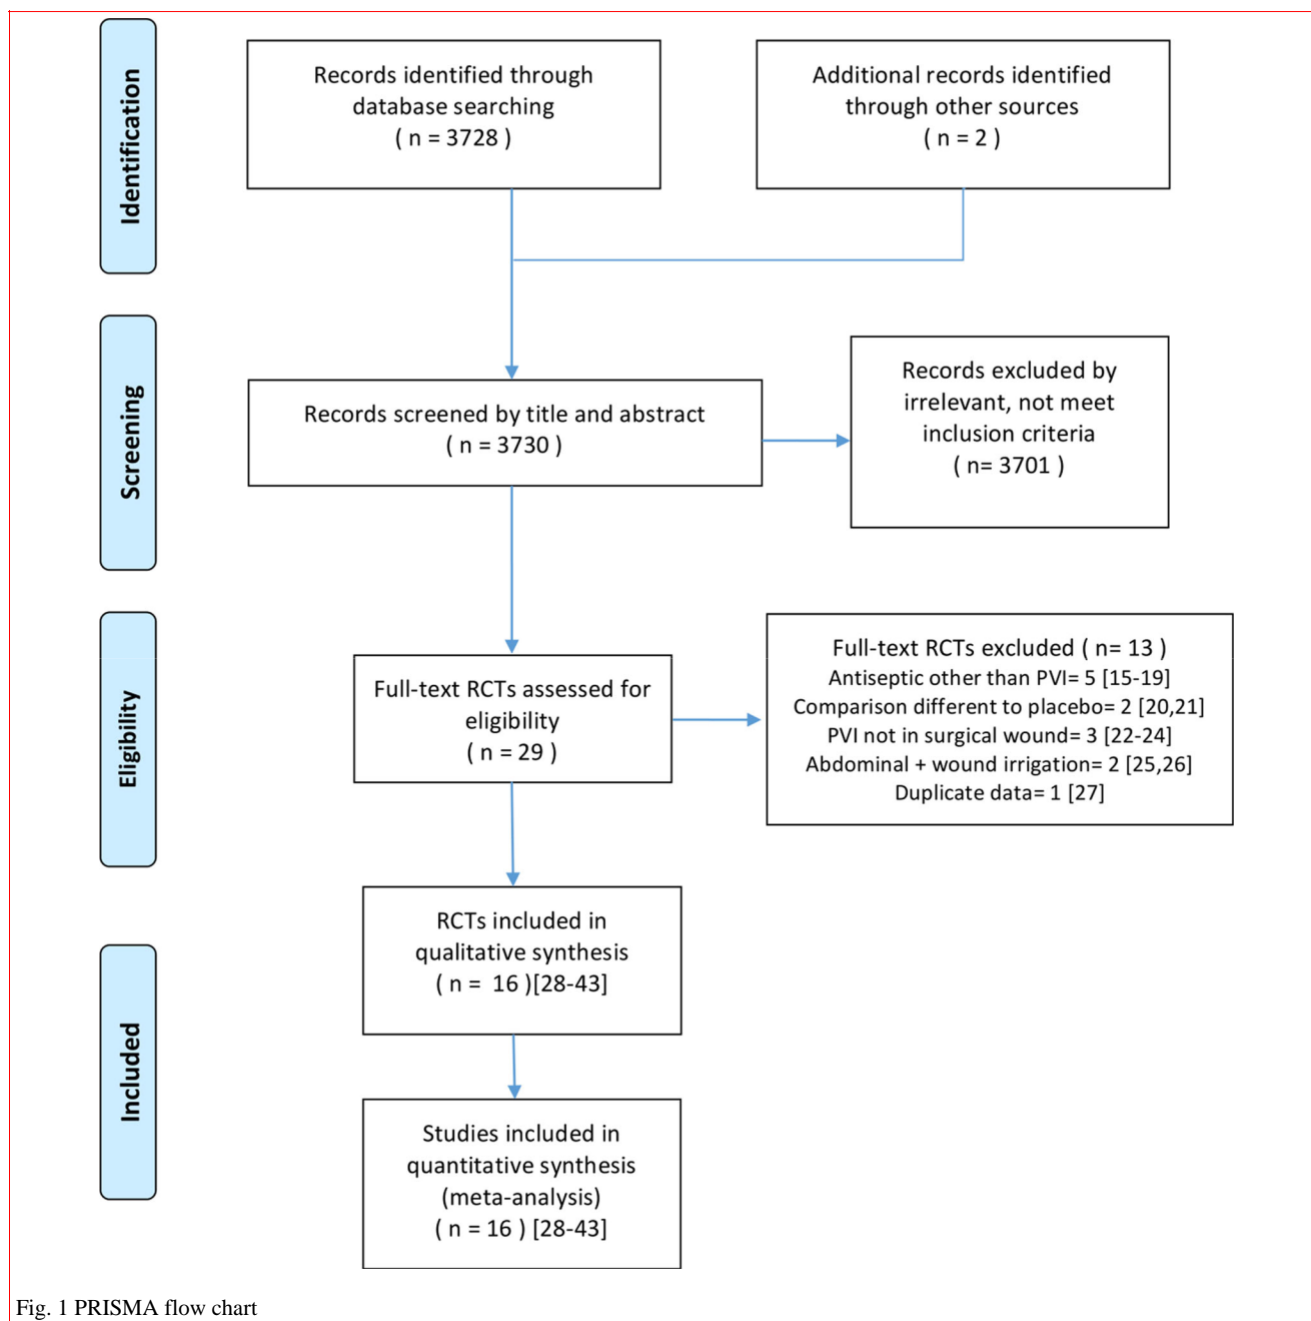 Identification
Records identified through
database searching
( n = 3728 )
Additional records identified
through other sources
( n = 2 )
Screening
Records screened by title and abstract
( n = 3730 )
Records excluded by
irrelevant, not meet
inclusion criteria
( n= 3701 )
Eligibility
Full-text RCTs assessed for
eligibility
( n = 29 )
Full-text RCTs excluded ( n= 13 )
Antiseptic other than PVI= 5 [15-19]
Comparison different to placebo= 2 [20,21]
PVI not in surgical wound= 3 [22-24]
Abdominal + wound irrigation= 2 [25,26]
Duplicate data= 1 [27]
Included
RCTs included in
qualitative synthesis
( n = 16 )[28-43]
Studies included in
quantitative synthesis
(meta-analysis)
( n = 16 ) [28-43]
Fig. 1 PRISMA flow chart